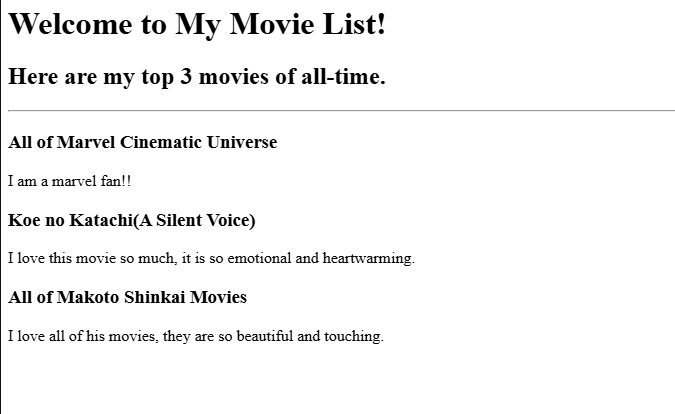 Welcome to My Movie List!
Here are my top 3 movies of all-time.
All of Marvel Cinematic Universe
I am a marvel fan!!
Koe no Katachi(A Silent Voice)
I love this movie so much, it is so emotional and heartwarming.
All of Makoto Shinkai Movies
I love all of his movies, they are so beautiful and touching.